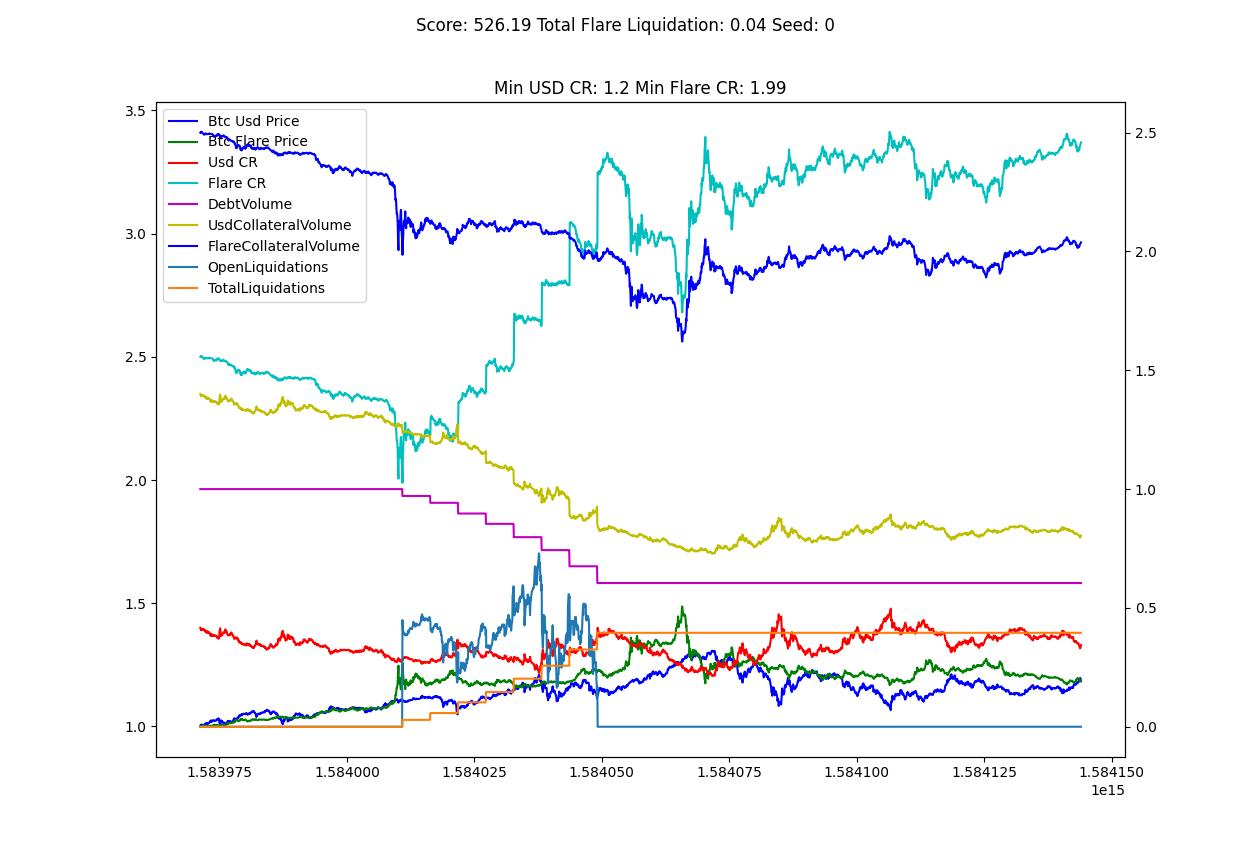 Score: 526.19 Total Flare Liquidation: 0.04 Seed: 0
Min USD CR: 1.2 Min Flare CR: 1.99
Btc Usd Price
Btc Flare Price
Usd CR
Flare CR
DebtVolume
UsdCollateralVolume
FlareCollateralVolume
OpenLiquidations
TotalLiquidations
3.5
3.0
2.5
2.0
1.5
1.0
2.5
2.0
1.5
1.0
0.5
0.0
1.583975 1.584000 1.584025 1.584050 1.584075 1.584100 1.584125 1.584150
1e15